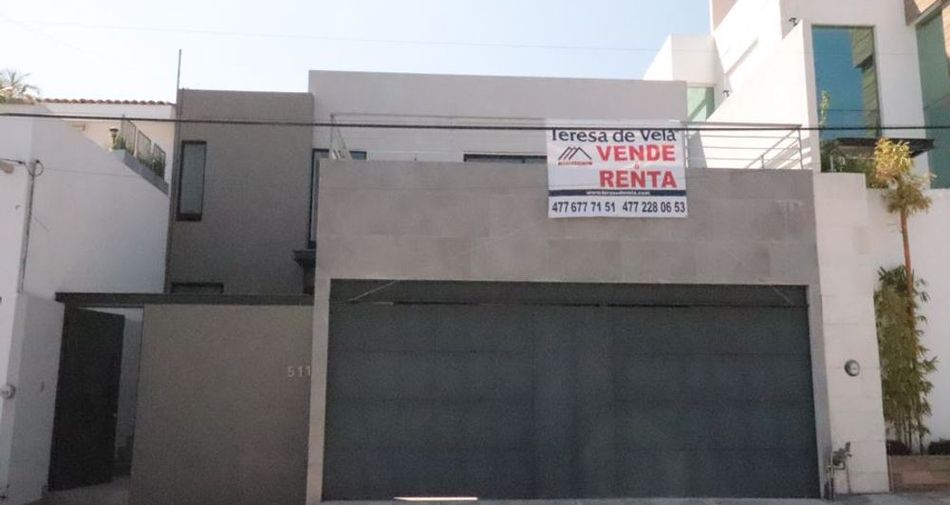 Teresa de Vela
VENDE
ó
RENTA
477 677 71 51 477 228 06 53
511